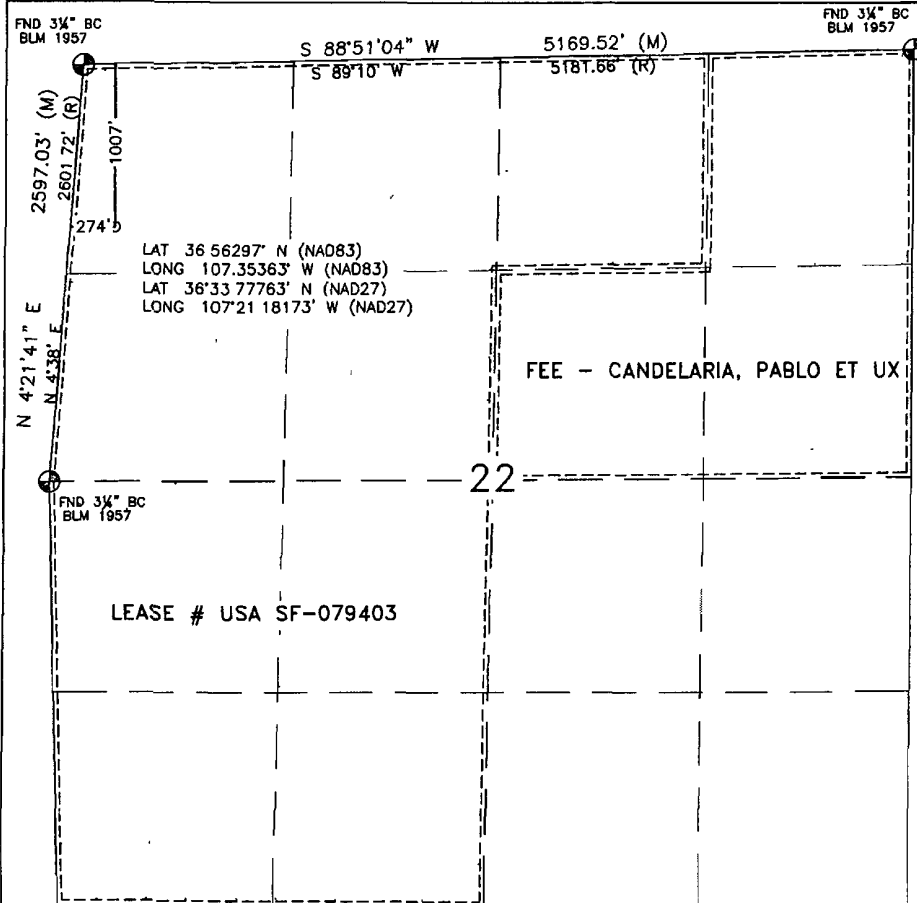 FND 3¼" BC
BLM 1957
FND 3¼" BC
BLM 1957
S 88°51'04" W 5169.52' (M)
S 89°10' W 5181.66' (R)
2597.03' (M)
2601 72' (R)
1007'
274'
LAT 36 56297° N (NAD83)
LONG 107.35363° W (NAD83)
LAT 36°33 77763' N (NAD27)
LONG 107°21 18173' W (NAD27)
N 4°21'41" E
N 4°38' E
FEE – CANDELARIA, PABLO ET UX
22
FND 3¼" BC
BLM 1957
LEASE # USA SF-079403